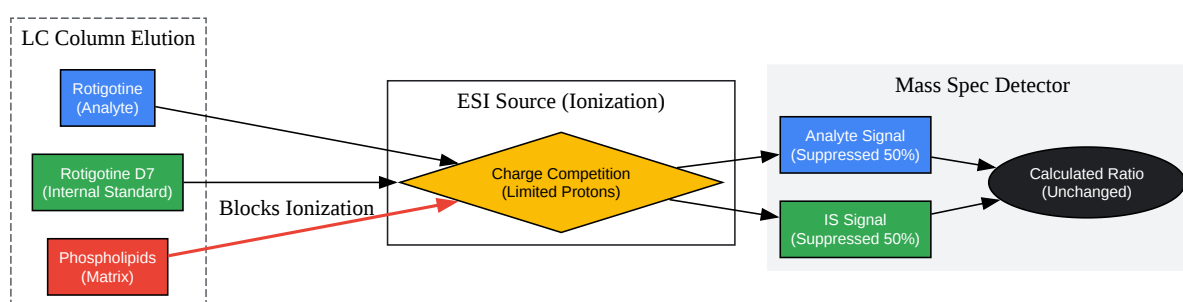 LC Column Elution
Rotigotine
(Analyte)
Rotigotine D7
(Internal Standard)
Phospholipids
(Matrix)
Blocks Ionization
ESI Source (Ionization)
Charge Competition
(Limited Protons)
Mass Spec Detector
Analyte Signal
(Suppressed 50%)
IS Signal
(Suppressed 50%)
Calculated Ratio
(Unchanged)